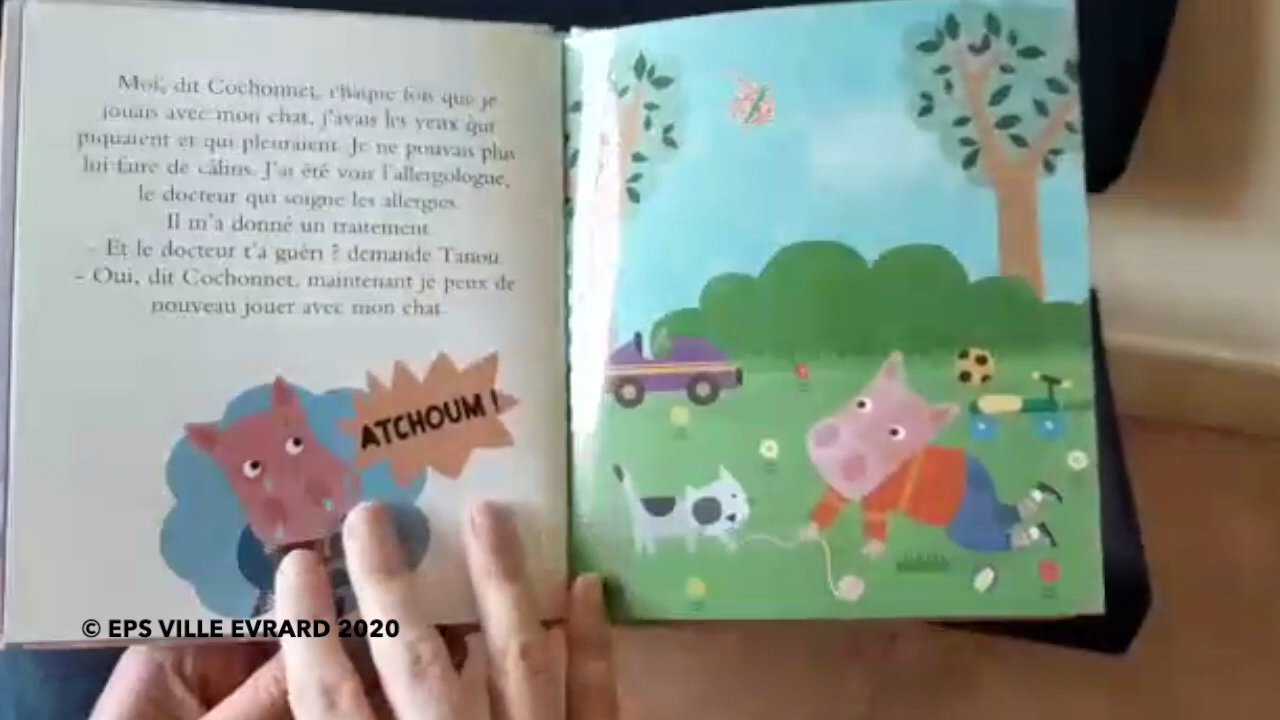 Moi, dit Cochonnet, chaque fois que je
jouais avec mon chat, j'avais les yeux qui
piquaient et qui pleuraient. Je ne pouvais plus
lui faire de câlins. J'ai été voir l'allergologue,
le docteur qui soigne les allergies.
Il m'a donné un traitement.
– Et le docteur t'a guéri ? demande Tanou.
– Oui, dit Cochonnet, maintenant je peux de
nouveau jouer avec mon chat.
ATCHOUM !
© EPS VILLE EVRARD 2020